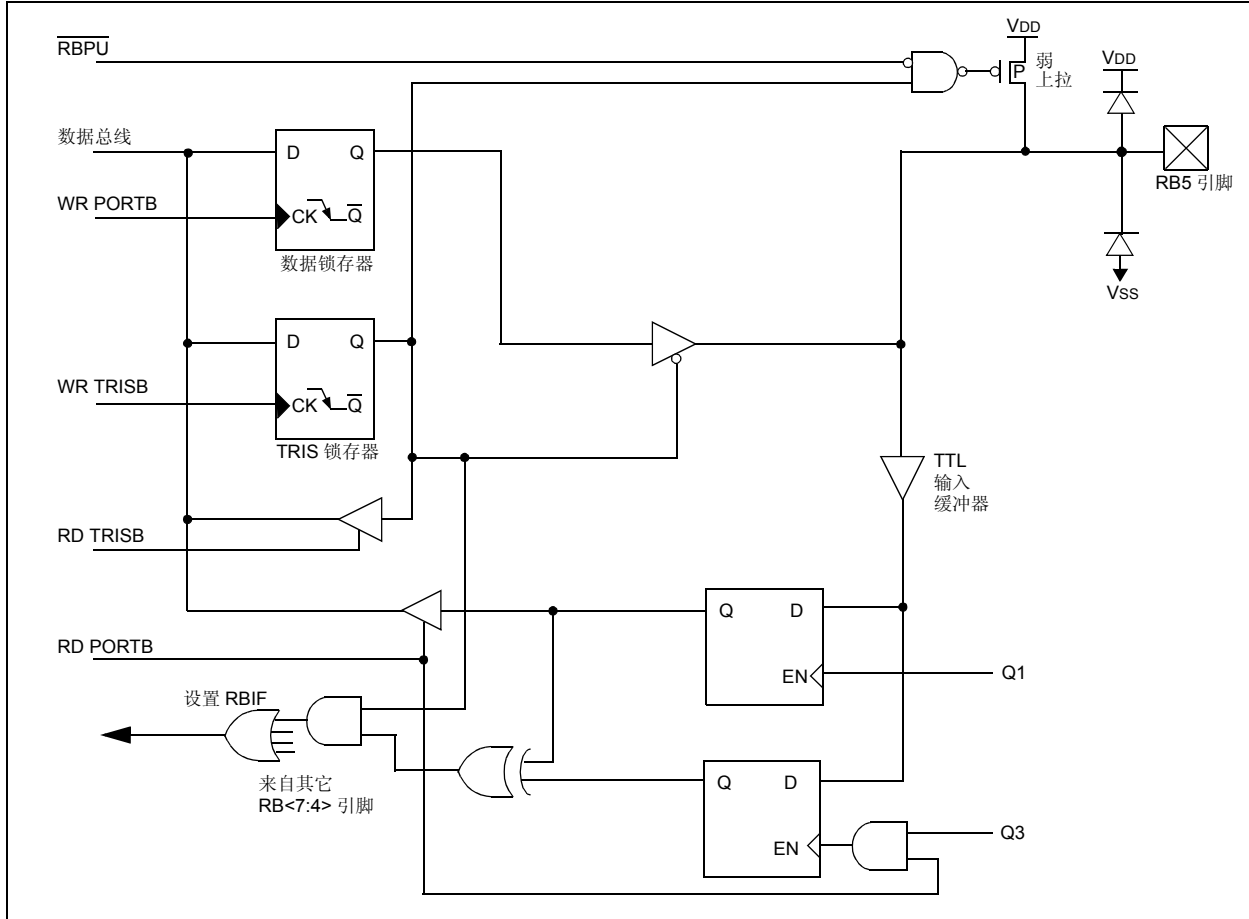 RBPU
VDD
弱
上拉
P
VDD
数据总线
D Q
WR PORTB
CK Q
数据锁存器
RB5 引脚
VSS
D Q
WR TRISB
CK Q
TRIS 锁存器
TTL
输入
缓冲器
RD TRISB
Q D
RD PORTB
EN
Q1
设置 RBIF
来自其它
RB<7:4> 引脚
Q D
EN
Q3